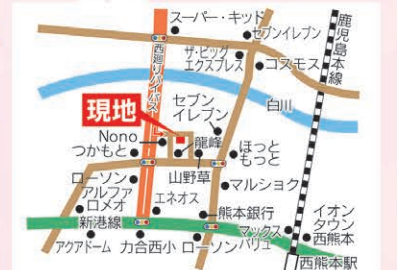 スーパー・キッド
セブンイレブン
鹿児島本線
西廻りバイパス
ザ・ビッグ
エクスプレス
コスモス
白川
現地
セブン
イレブン
Nono
つかもと
龍峰
ほっと
もっと
山野草
ローソン
アルファ
ロメオ
マルショク
エネオス
新港線
熊本銀行
イオン
タウン
西熊本
マックス
バリュ
アクアドーム
力合西小
ローソン
西熊本駅